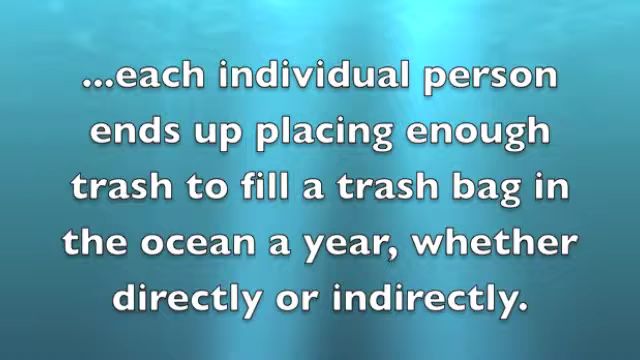 ...each individual person
ends up placing enough
trash to fill a trash bag in
the ocean a year, whether
directly or indirectly.